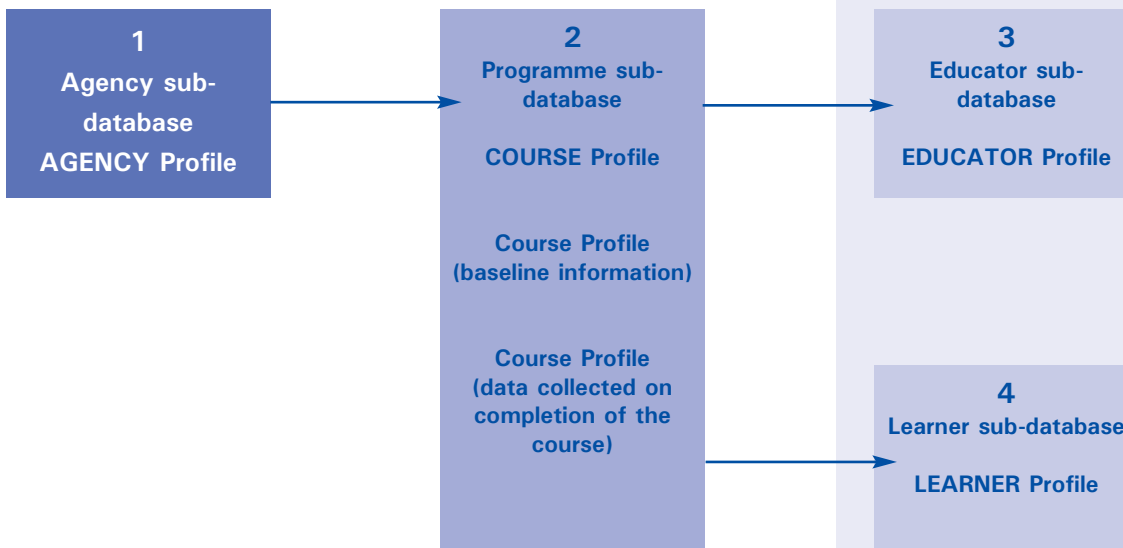 1
Agency sub-
database
AGENCY Profile
2
Programme sub-
database
COURSE Profile
Course Profile
(baseline information)
Course Profile
(data collected on
completion of the
course)
3
Educator sub-
database
EDUCATOR Profile
4
Learner sub-database
LEARNER Profile